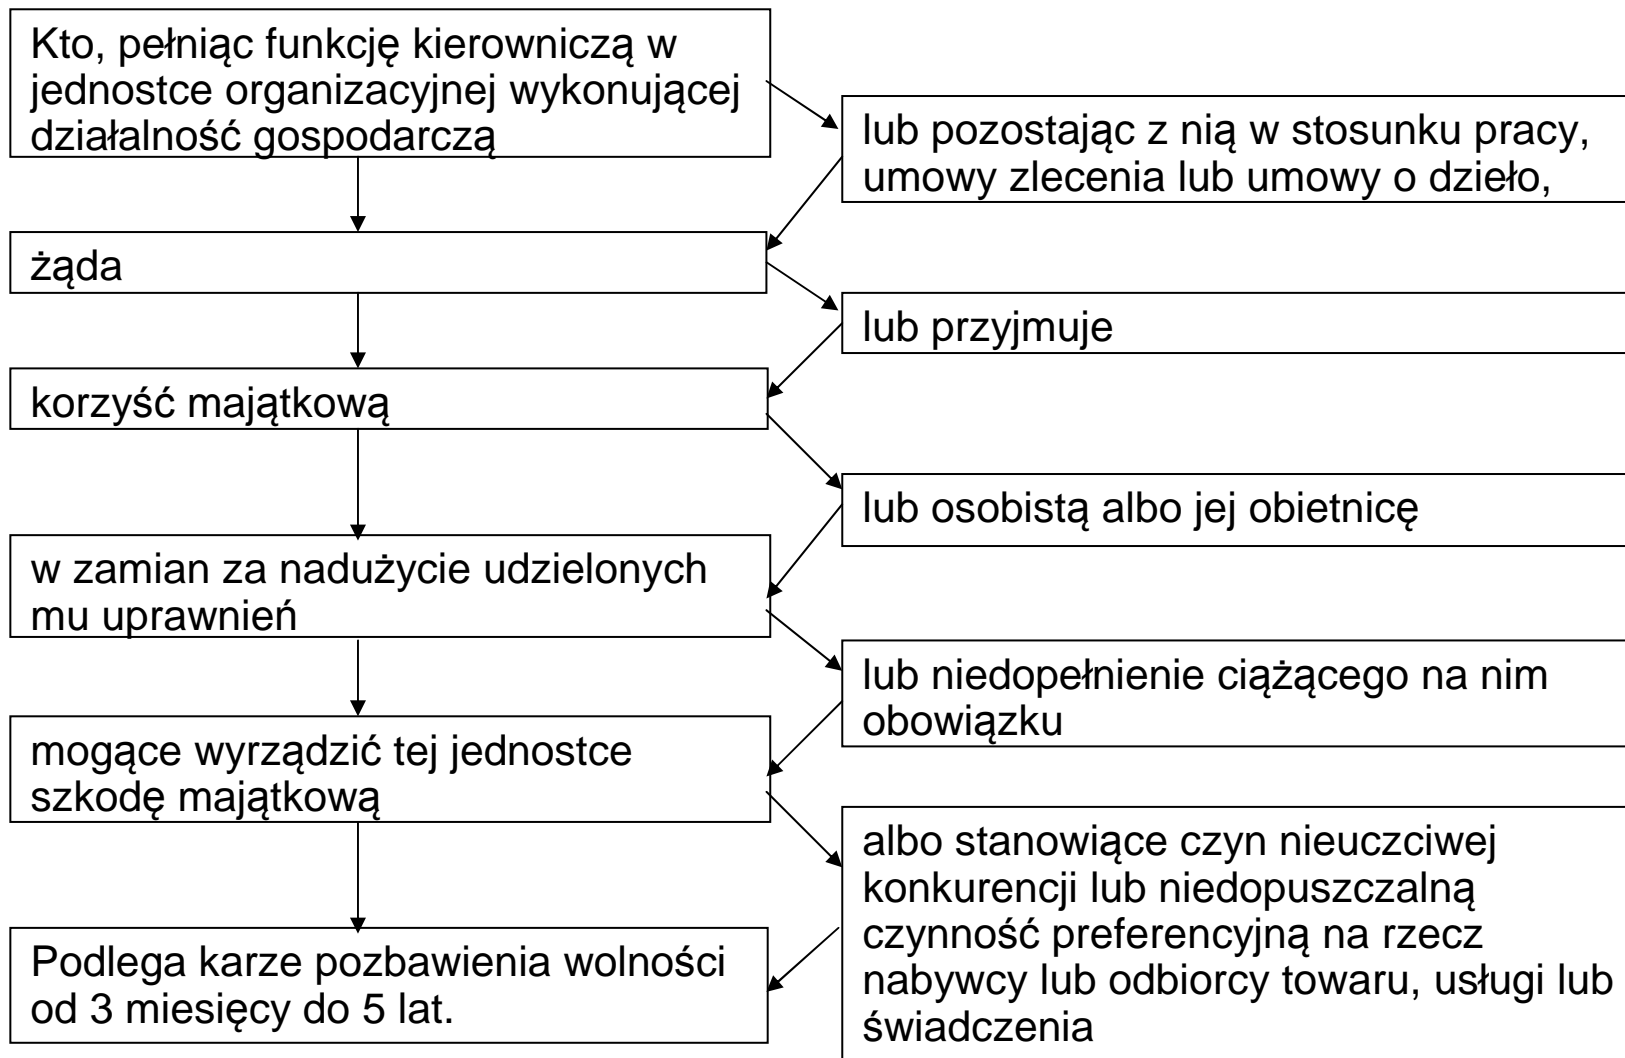 Kto, pełniąc funkcję kierowniczą w
jednostce organizacyjnej wykonującej
działalność gospodarczą
lub pozostając z nią w stosunku pracy,
umowy zlecenia lub umowy o dzieło,
żąda
lub przyjmuje
korzyść majątkową
lub osobistą albo jej obietnicę
w zamian za nadużycie udzielonych
mu uprawnień
lub niedopełnienie ciążącego na nim
obowiązku
mogące wyrządzić tej jednostce
szkodę majątkową
albo stanowiące czyn nieuczciwej
konkurencji lub niedopuszczalną
czynność preferencyjną na rzecz
nabywcy lub odbiorcy towaru, usługi lub
świadczenia
Podlega karze pozbawienia wolności
od 3 miesięcy do 5 lat.